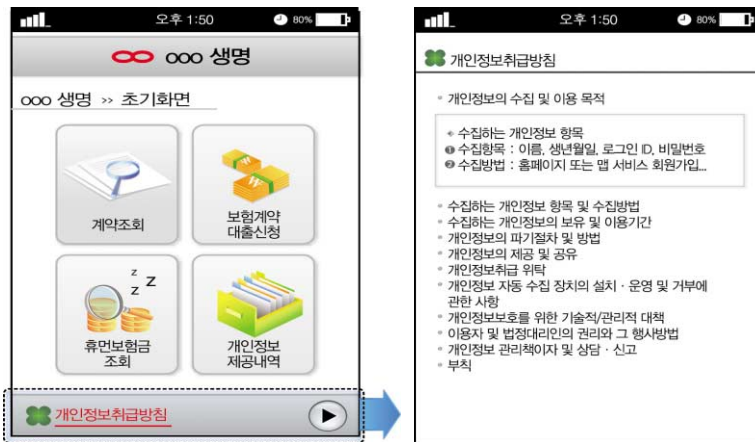 오후 1:50
80%
ooo 생명
ooo 생명 » 초기화면
계약조회
보험계약
대출신청
휴먼보험금
조회
개인정보
제공내역
개인정보취급방침
오후 1:50
80%
개인정보취급방침
개인정보의 수집 및 이용 목적
수집하는 개인정보 항목
❶ 수집항목 : 이름, 생년월일, 로그인 ID, 비밀번호
❷ 수집방법 : 홈페이지 또는 맵 서비스 회원가입...
수집하는 개인정보 항목 및 수집방법
수집하는 개인정보의 보유 및 이용기간
개인정보의 파기절차 및 방법
개인정보의 제공 및 공유
개인정보취급 위탁
개인정보 자동 수집 장치의 설치 · 운영 및 거부에
관한 사항
개인정보보호를 위한 기술적/관리적 대책
이용자 및 법정대리인의 권리와 그 행사방법
개인정보 관리책이자 및 상담 · 신고
부칙